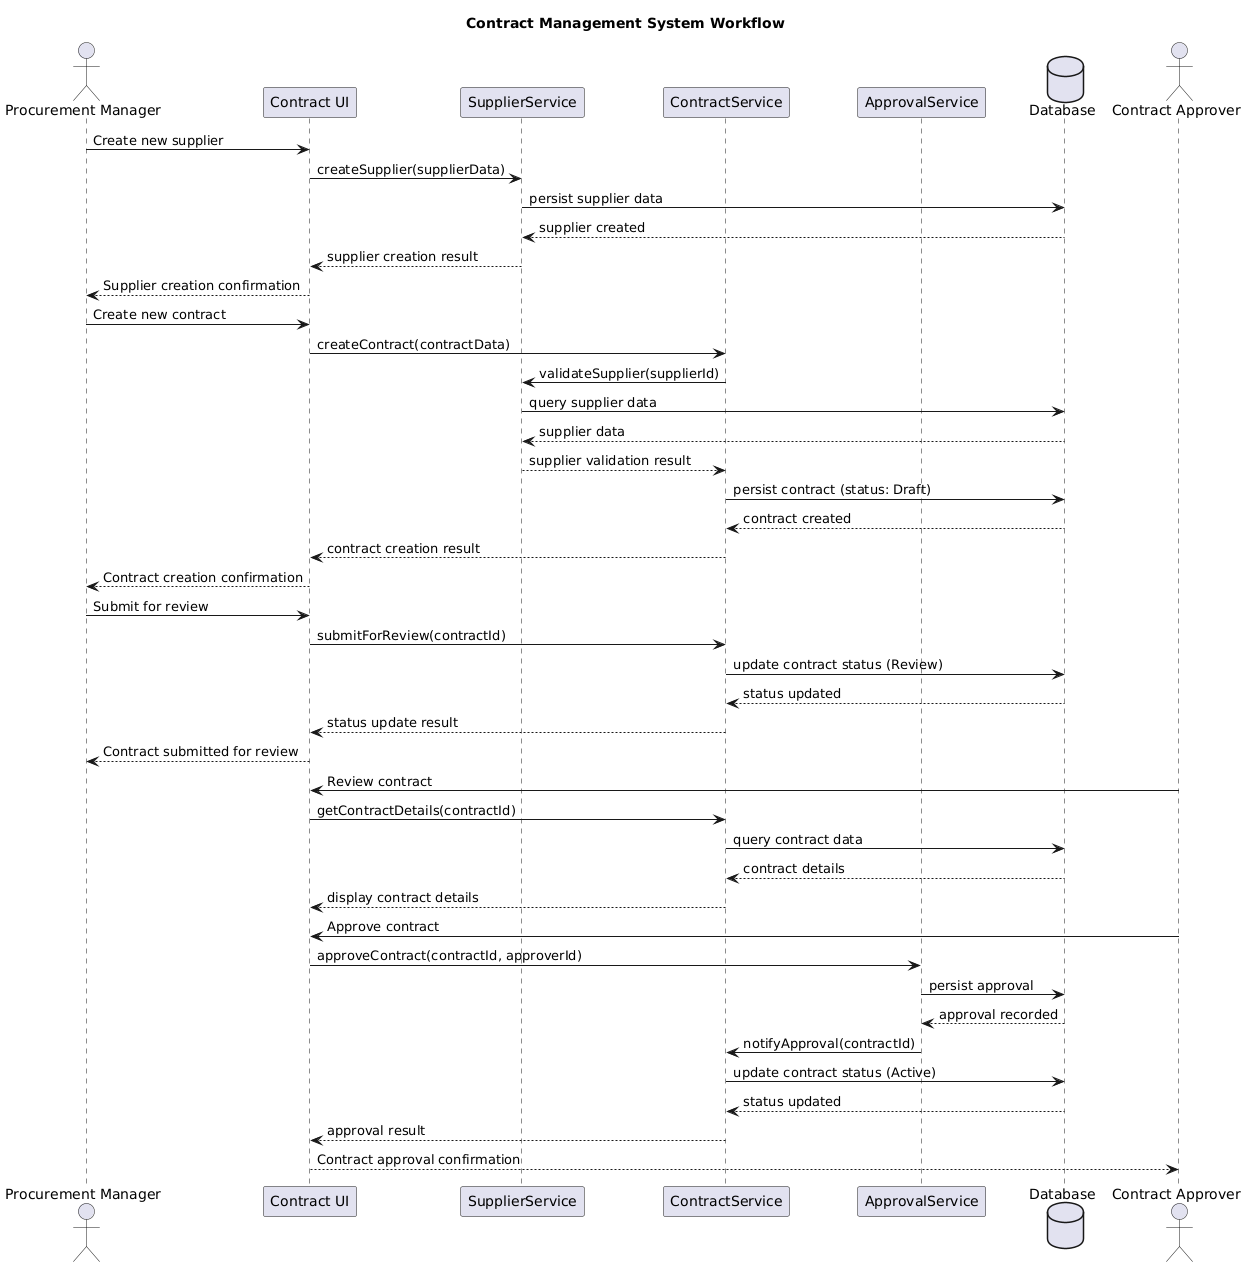 Contract Management System Workflow
Procurement Manager
Contract UI
SupplierService
ContractService
ApprovalService
Database
Contract Approver
Create new supplier
createSupplier(supplierData)
persist supplier data
supplier created
supplier creation result
Supplier creation confirmation
Create new contract
createContract(contractData)
validateSupplier(supplierId)
query supplier data
supplier data
supplier validation result
persist contract (status: Draft)
contract created
contract creation result
Contract creation confirmation
Submit for review
submitForReview(contractId)
update contract status (Review)
status updated
status update result
Contract submitted for review
Review contract
getContractDetails(contractId)
query contract data
contract details
display contract details
Approve contract
approveContract(contractId, approverId)
persist approval
approval recorded
notifyApproval(contractId)
update contract status (Active)
status updated
approval result
Contract approval confirmation
Procurement Manager
Contract UI
SupplierService
ContractService
ApprovalService
Database
Contract Approver